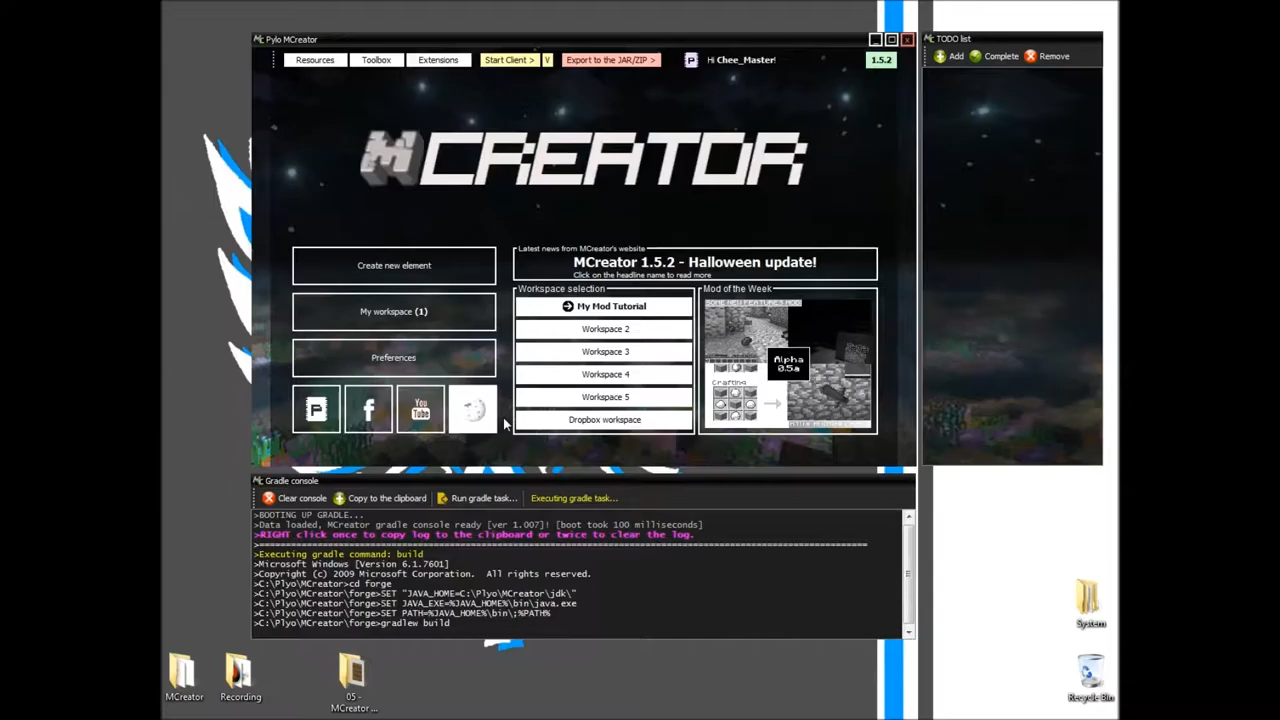 Pylo MCreator
TODO list
Resources
Toolbox
Extensions
Start Client >
V
Export to the JAR/ZIP >
P
Hi Chee_Master!
1.5.2
Add
Complete
Remove
MCREATOR
Create new element
My workspace (1)
Preferences
P
f
You
Tube
Latest news from MCreator's website
MCreator 1.5.2 - Halloween update!
Click on the headline name to read more
Workspace selection
My Mod Tutorial
Workspace 2
Workspace 3
Workspace 4
Workspace 5
Dropbox workspace
Mod of the Week
SOME NEW FEATURES MOD
Alpha
0.5a
Crafting
Gradle console
Clear console
Copy to the clipboard
Run gradle task...
Executing gradle task...
>BOOTING UP GRADLE...
>Data loaded, MCreator gradle console ready [ver 1.007]! [boot took 100 milliseconds]
>RIGHT click once to copy log to the clipboard or twice to clear the log.
>Executing gradle command: build
>Microsoft Windows [Version 6.1.7601]
>Copyright (c) 2009 Microsoft Corporation.  All rights reserved.
>C:\Plyo\MCreator>cd forge
>C:\Plyo\MCreator\forge>SET "JAVA_HOME=C:\Plyo\MCreator\jdk\"
>C:\Plyo\MCreator\forge>SET JAVA_EXE=%JAVA_HOME%\bin\java.exe
>C:\Plyo\MCreator\forge>SET PATH=%JAVA_HOME%\bin\;%PATH%
>C:\Plyo\MCreator\forge>gradlew build
System
MCreator
Recording
05 -
MCreator ...
Recycle Bin